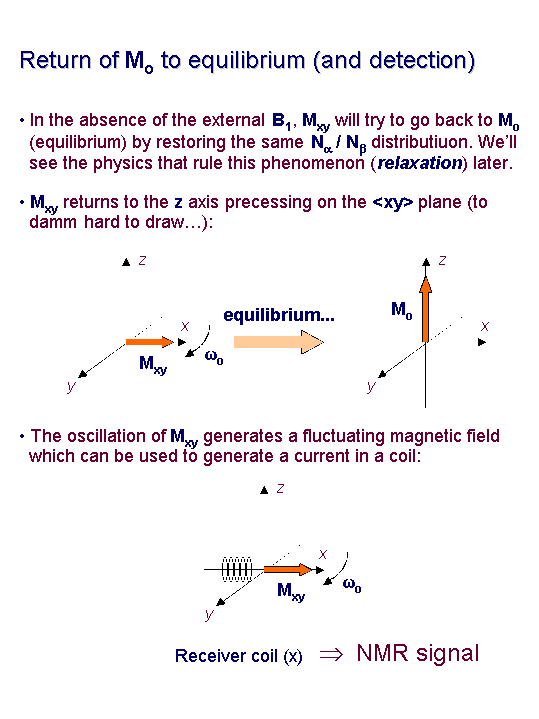 Return of Mo to equilibrium (and detection)
• In the absence of the external B1, Mxy will try to go back to Mo
(equilibrium) by restoring the same Nα / Nβ distributiuon. We'll
see the physics that rule this phenomenon (relaxation) later.
• Mxy returns to the z axis precessing on the <xy> plane (to
damm hard to draw…):
z
z
x
equilibrium...
Mo
x
Mxy
ωo
y
y
• The oscillation of Mxy generates a fluctuating magnetic field
which can be used to generate a current in a coil:
z
x
Mxy
ωo
y
Receiver coil (x) ⇒ NMR signal